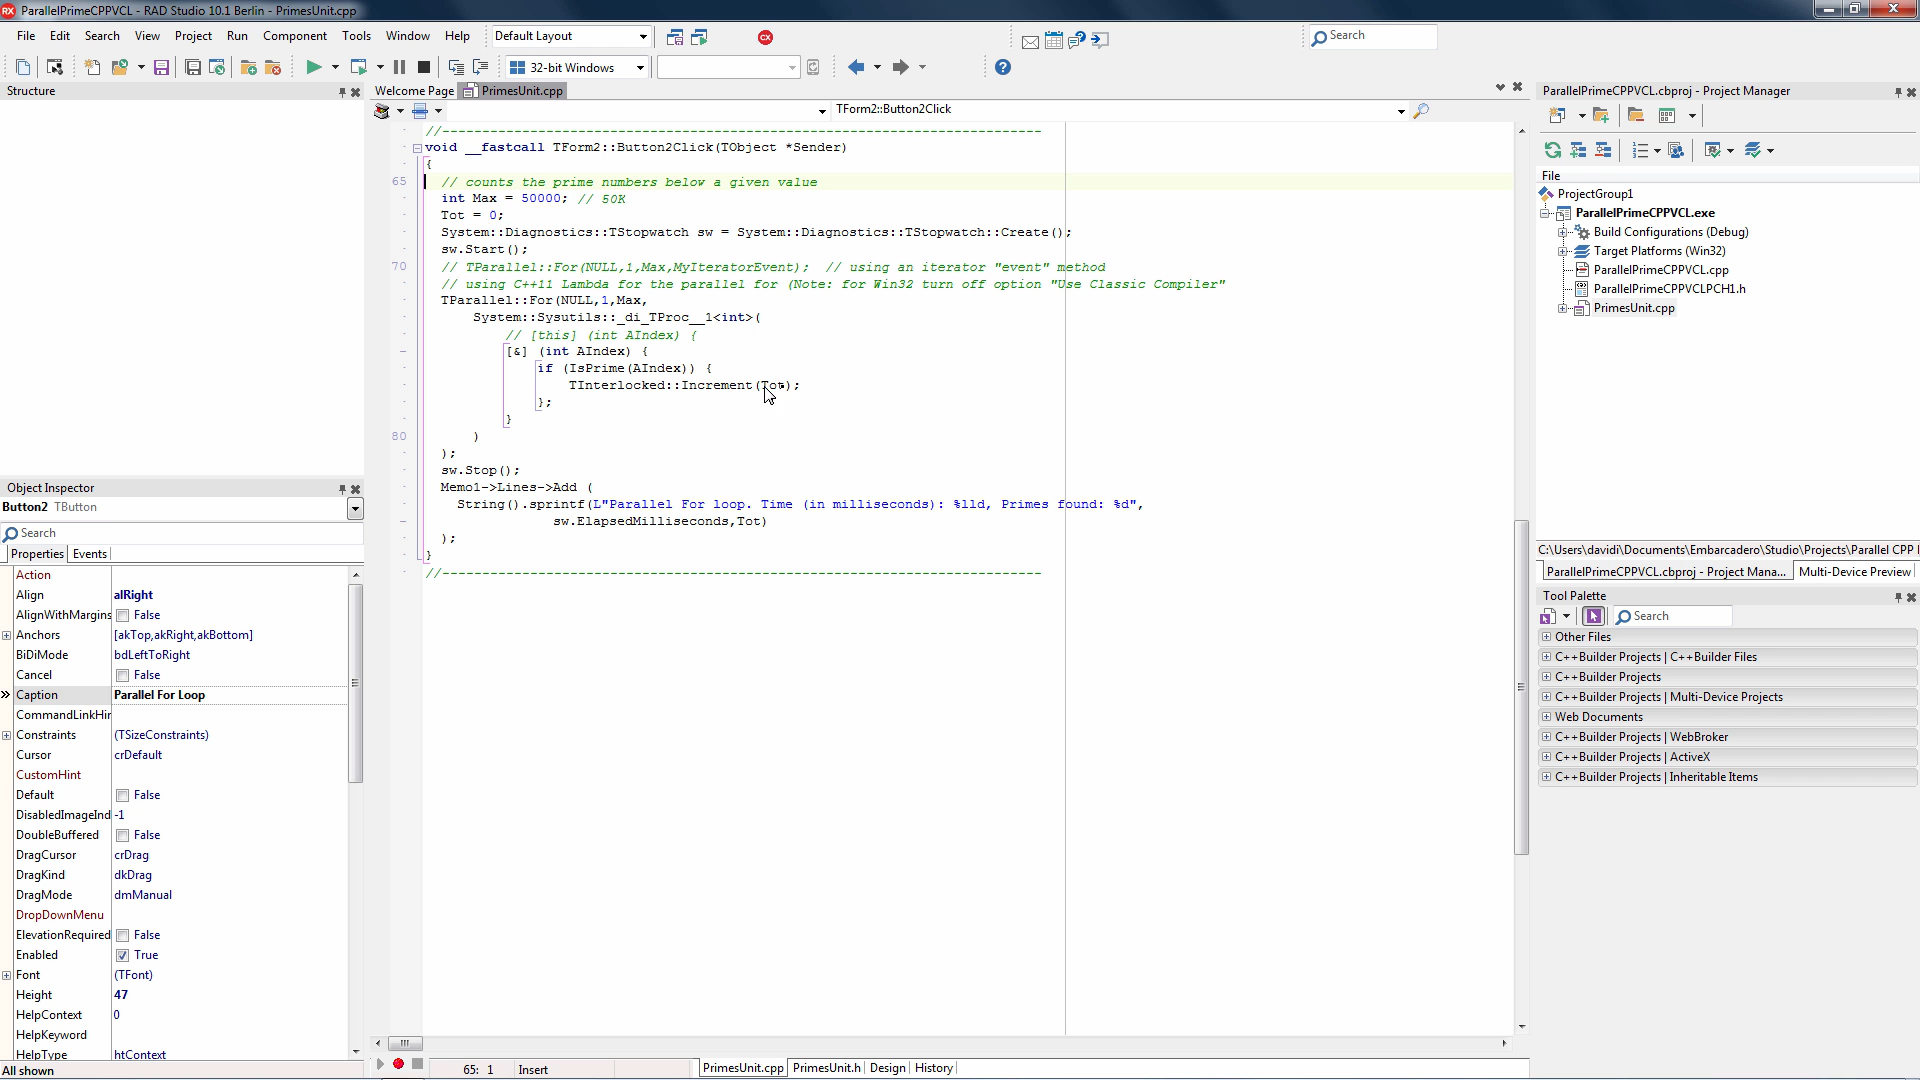 ParallelPrimeCPPVCL - RAD Studio 10.1 Berlin - PrimesUnit.cpp
File Edit Search View Project Run Component Tools Window Help Default Layout Search
32-bit Windows
Structure
Welcome Page PrimesUnit.cpp
TForm2::Button2Click
//---------------------------------------------------------------------------
void __fastcall TForm2::Button2Click(TObject *Sender)
{
65 // counts the prime numbers below a given value
int Max = 50000; // 50K
Tot = 0;
System::Diagnostics::TStopwatch sw = System::Diagnostics::TStopwatch::Create();
sw.Start();
70 // TParallel::For(NULL,1,Max,MyIteratorEvent); // using an iterator "event" method
// using C++11 Lambda for the parallel for (Note: for Win32 turn off option "Use Classic Compiler"
TParallel::For(NULL,1,Max,
System::Sysutils::_di_TProc__1<int>(
// [this] (int AIndex) {
[&] (int AIndex) {
if (IsPrime(AIndex)) {
TInterlocked::Increment(Tot);
};
}
80 )
);
sw.Stop();
Memo1->Lines->Add (
String().sprintf(L"Parallel For loop. Time (in milliseconds): %lld, Primes found: %d",
sw.ElapsedMilliseconds,Tot)
);
}
//---------------------------------------------------------------------------
65: 1 Insert
PrimesUnit.cpp PrimesUnit.h Design History
Object Inspector
Button2 TButton
Search
Properties Events
Action
Align alRight
AlignWithMargins False
Anchors [akTop,akRight,akBottom]
BiDiMode bdLeftToRight
Cancel False
Caption Parallel For Loop
CommandLinkHin
Constraints (TSizeConstraints)
Cursor crDefault
CustomHint
Default False
DisabledImageInd -1
DoubleBuffered False
DragCursor crDrag
DragKind dkDrag
DragMode dmManual
DropDownMenu
ElevationRequired False
Enabled True
Font (TFont)
Height 47
HelpContext 0
HelpKeyword
HelpType htContext
All shown
ParallelPrimeCPPVCL.cbproj - Project Manager
File
ProjectGroup1
ParallelPrimeCPPVCL.exe
Build Configurations (Debug)
Target Platforms (Win32)
ParallelPrimeCPPVCL.cpp
ParallelPrimeCPPVCLPCH1.h
PrimesUnit.cpp
C:\Users\davidi\Documents\Embarcadero\Studio\Projects\Parallel CPP
ParallelPrimeCPPVCL.cbproj - Project Mana... Multi-Device Preview
Tool Palette
Search
Other Files
C++Builder Projects | C++Builder Files
C++Builder Projects
C++Builder Projects | Multi-Device Projects
Web Documents
C++Builder Projects | WebBroker
C++Builder Projects | ActiveX
C++Builder Projects | Inheritable Items